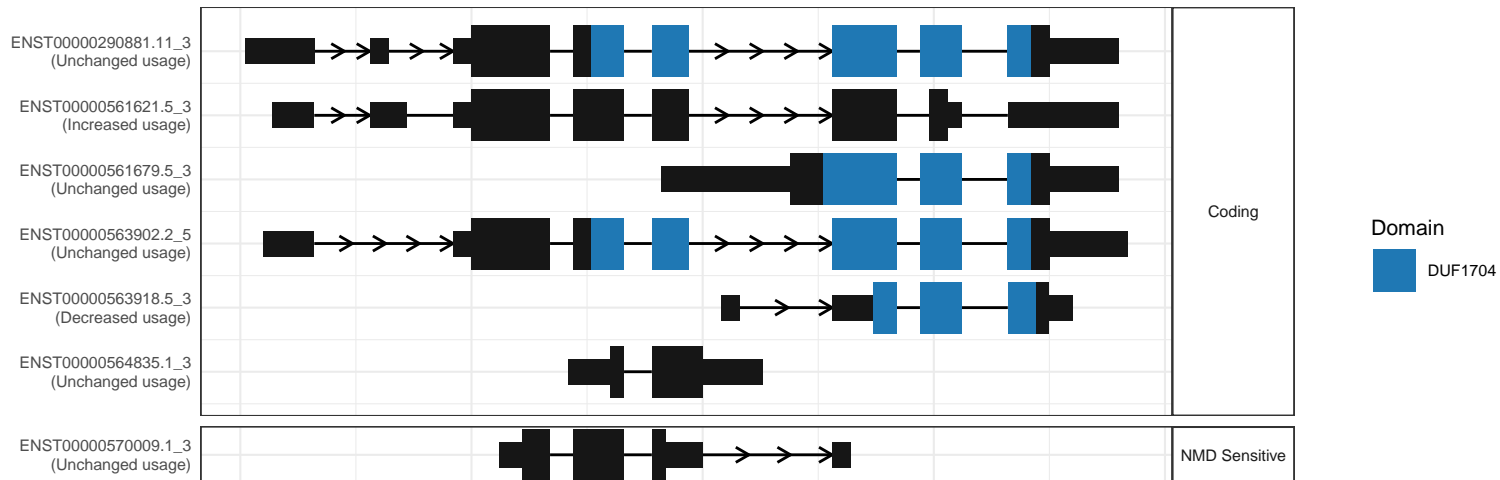 ENST00000290881.11_3
(Unchanged usage)
ENST00000561621.5_3
(Increased usage)
ENST00000561679.5_3
(Unchanged usage)
ENST00000563902.2_5
(Unchanged usage)
ENST00000563918.5_3
(Decreased usage)
ENST00000564835.1_3
(Unchanged usage)
Coding
ENST00000570009.1_3
(Unchanged usage)
NMD Sensitive
Domain
DUF1704